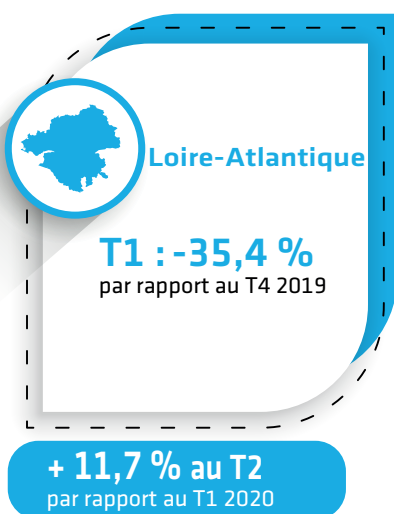 Loire-Atlantique
T1 : -35,4 %
par rapport au T4 2019
+ 11,7 % au T2
par rapport au T1 2020